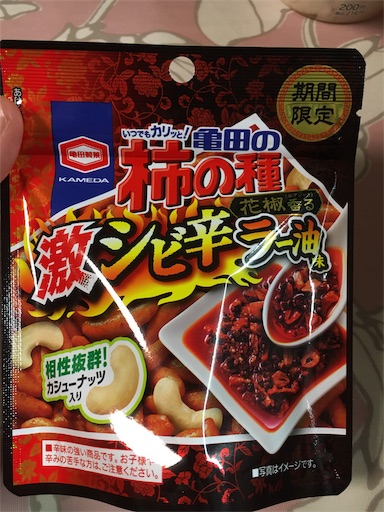 期間
限定
亀田製菓
KAMEDA
いつでもカリッと!
亀田の
柿の種
花椒香る
激シビ辛ラー油味
相性抜群!
カシューナッツ
入り
■辛味の強い商品です。お子様や
辛みの苦手な方は、ご注意ください。
■写真はイメージです。